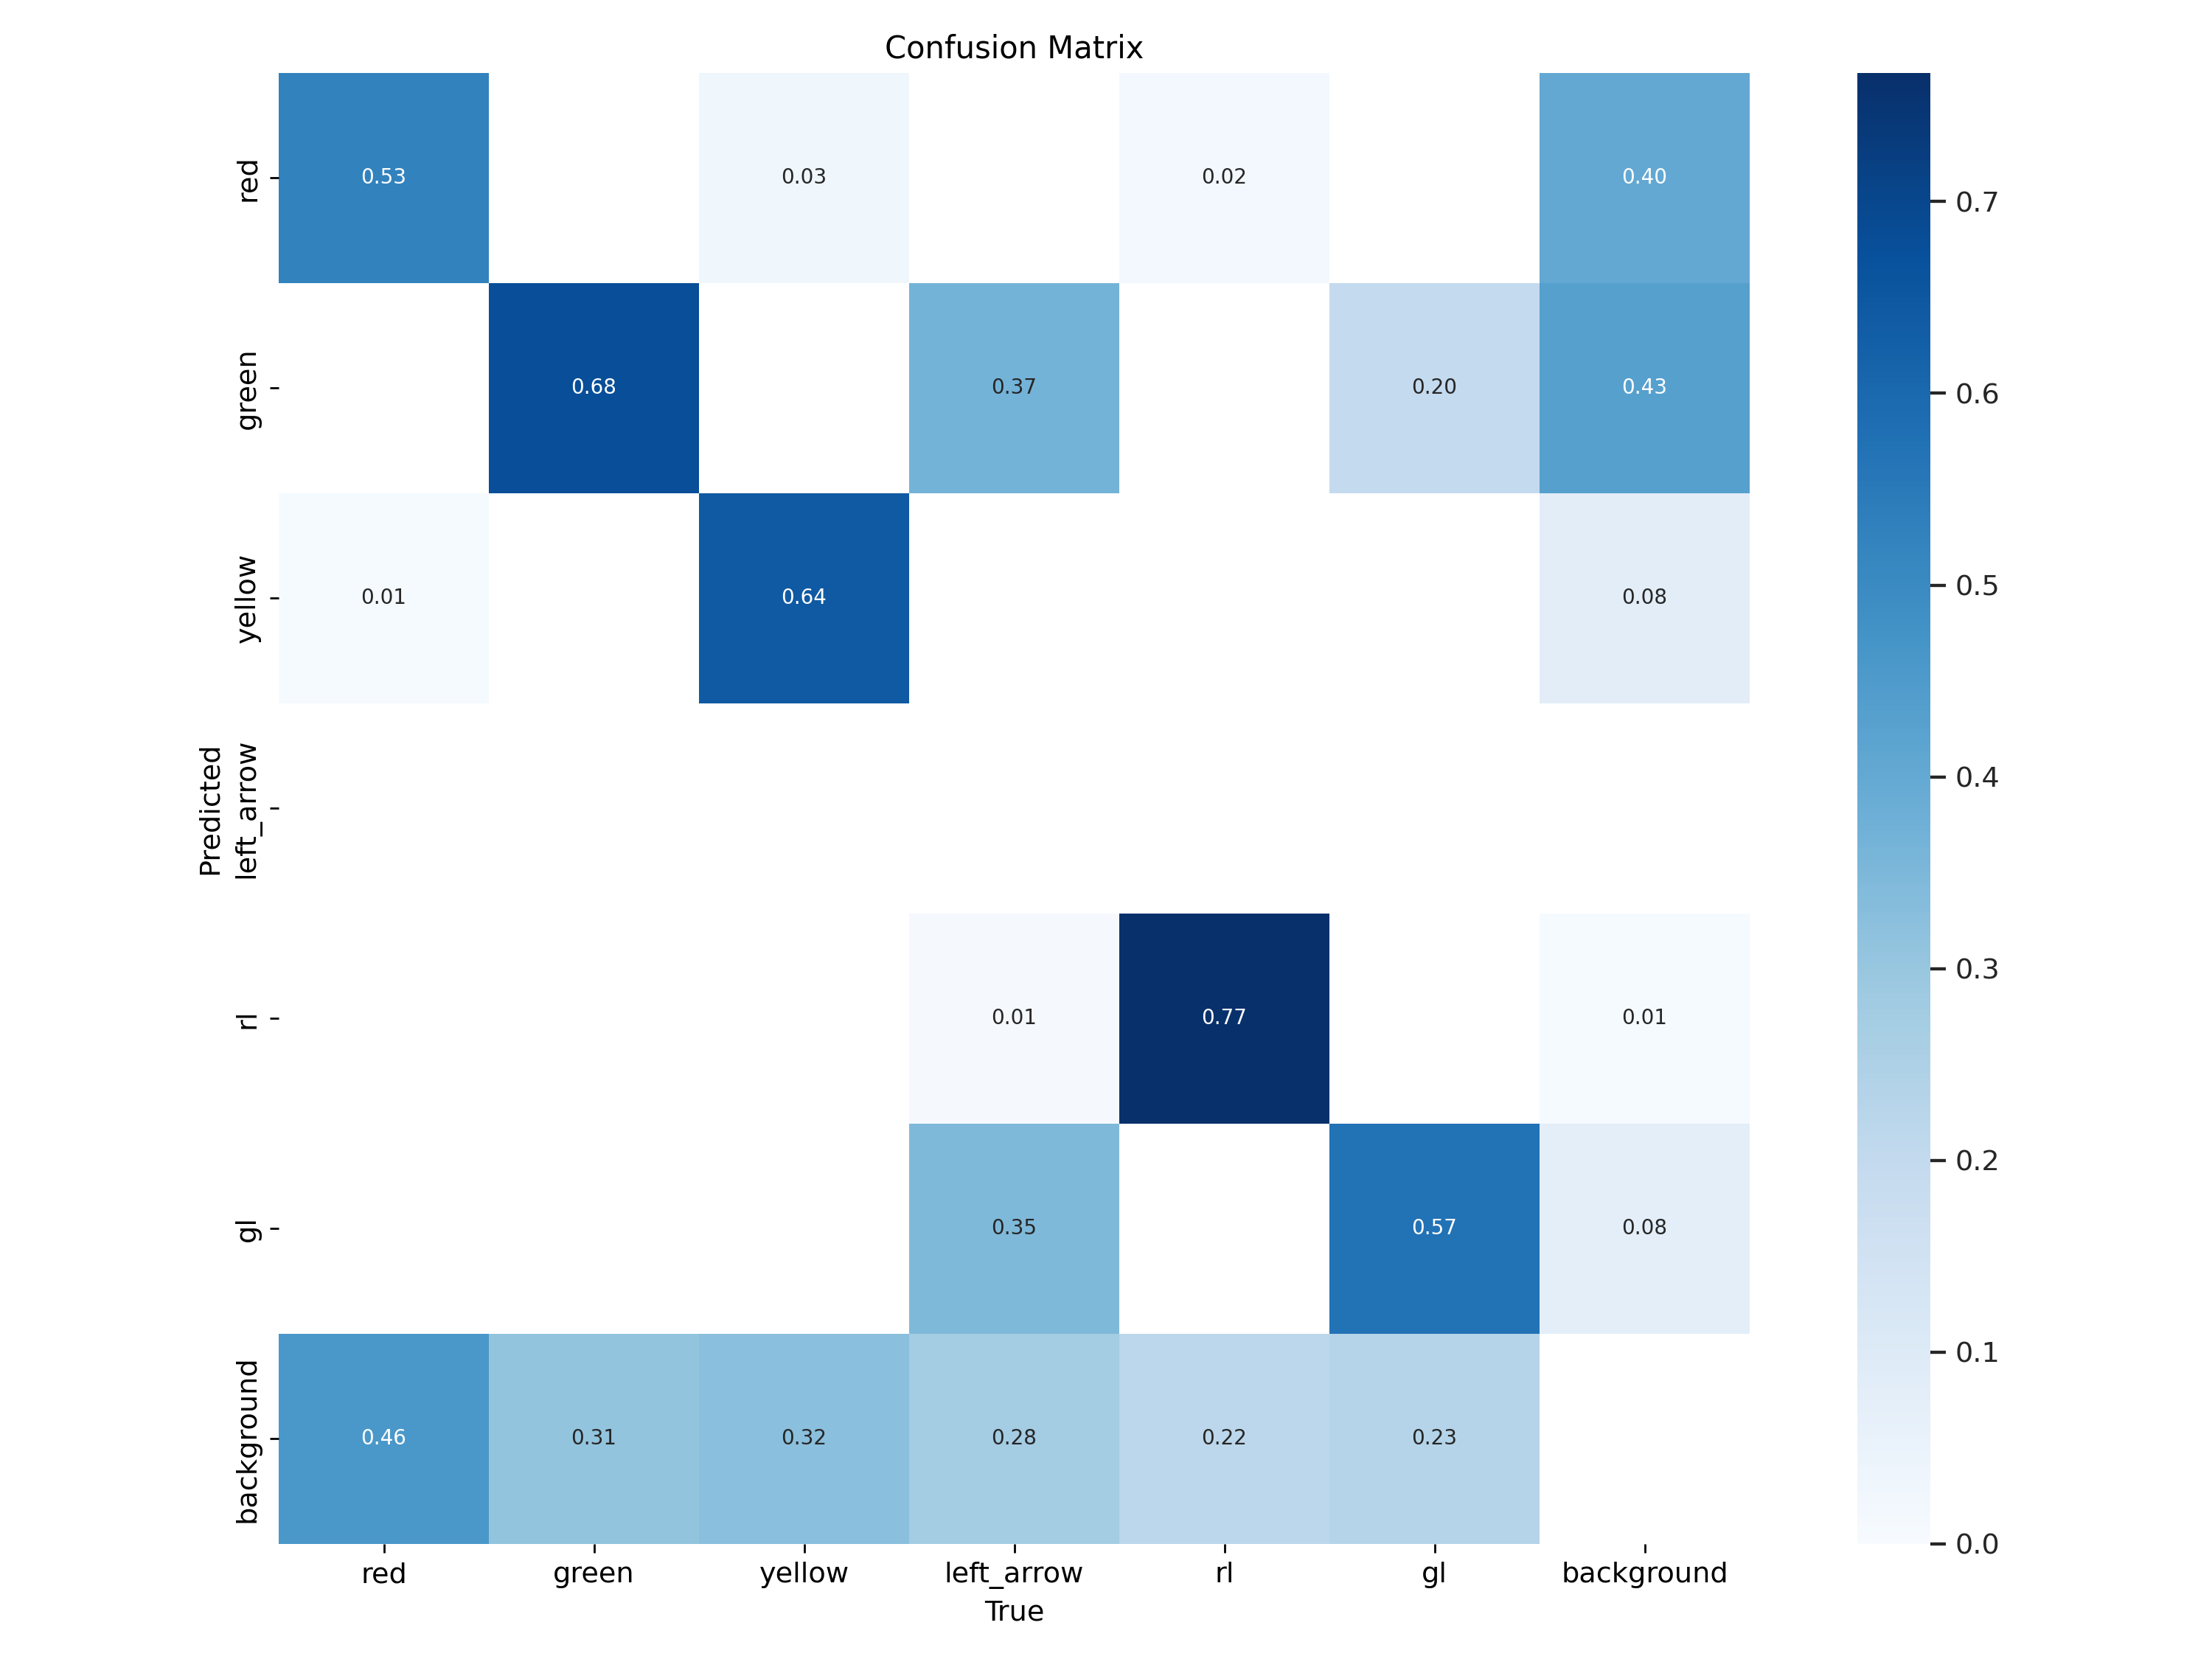 Confusion Matrix
red
0.53
0.03
0.02
0.40
0.7
green
0.68
0.37
0.20
0.43
0.6
yellow
0.01
0.64
0.08
0.5
Predicted
left_arrow
0.4
rl
0.01
0.77
0.01
0.3
gl
0.35
0.57
0.08
0.2
background
0.46
0.31
0.32
0.28
0.22
0.23
0.1
0.0
red
green
yellow
left_arrow
rl
gl
background
True